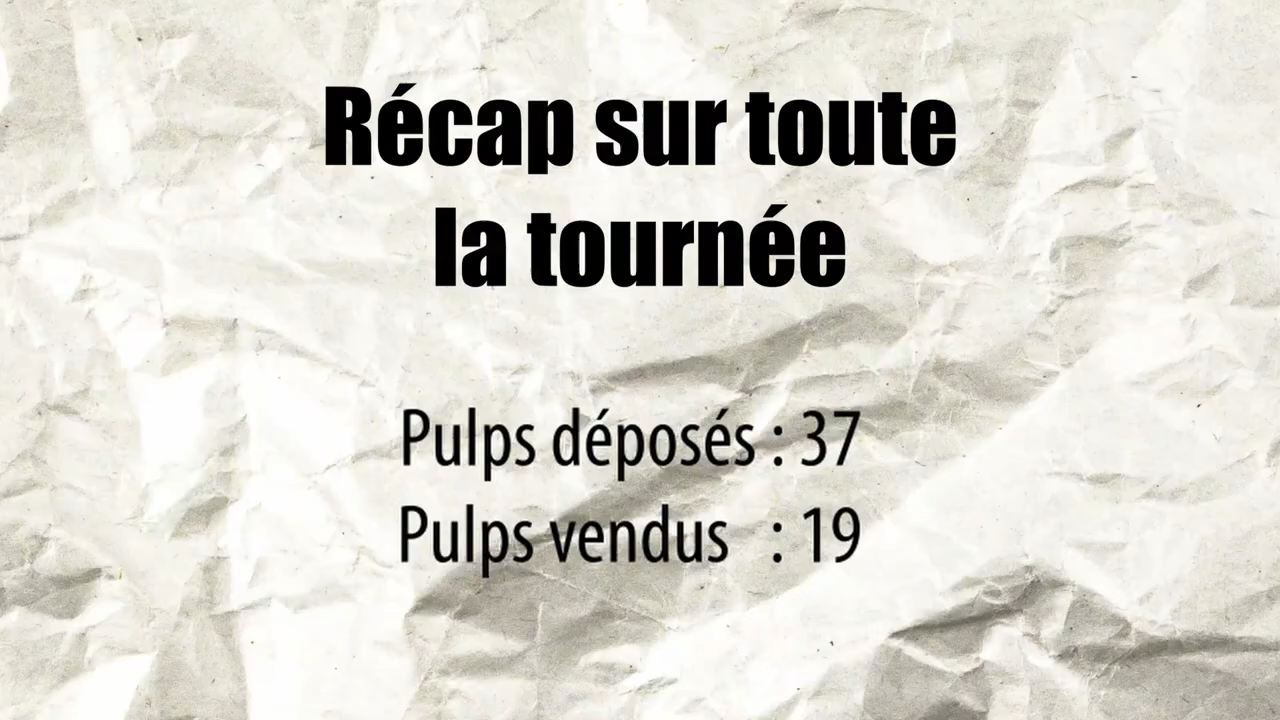 Récap sur toute
la tournée
Pulps déposés : 37
Pulps vendus : 19